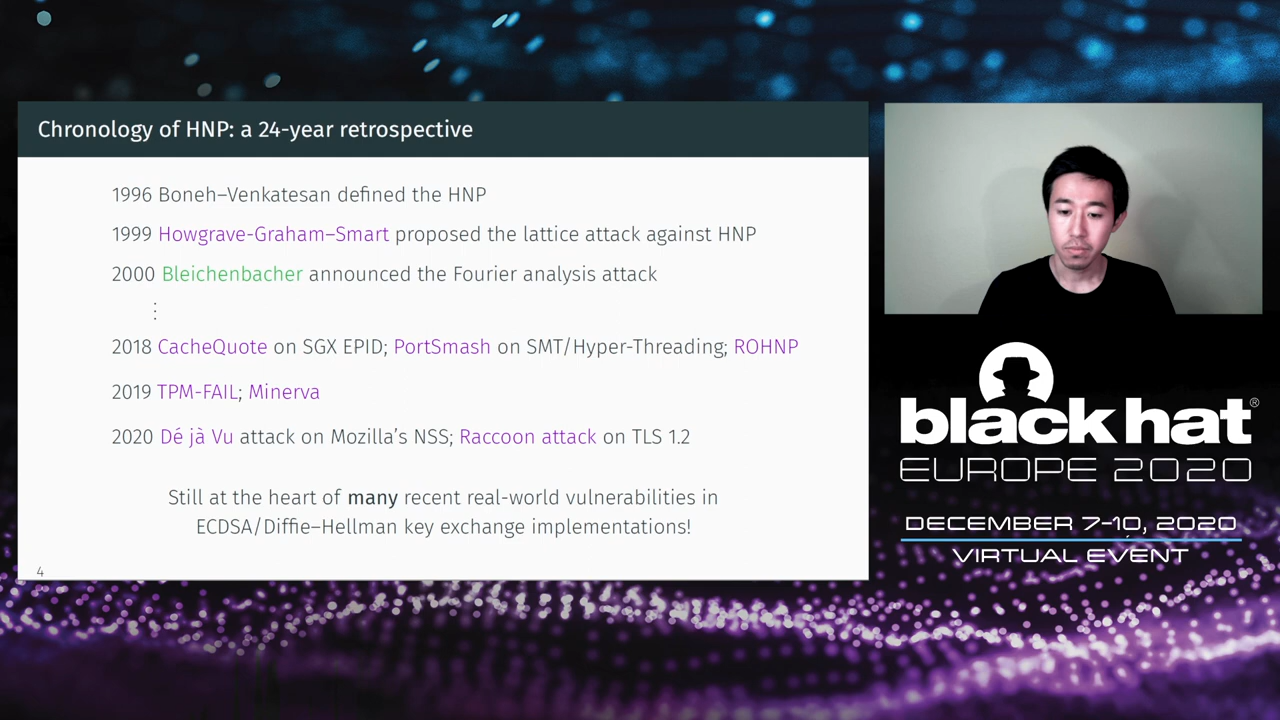 Chronology of HNP: a 24-year retrospective
1996 Boneh–Venkatesan defined the HNP
1999 Howgrave-Graham–Smart proposed the lattice attack against HNP
2000 Bleichenbacher announced the Fourier analysis attack
⋮
2018 CacheQuote on SGX EPID; PortSmash on SMT/Hyper-Threading; ROHNP
2019 TPM-FAIL; Minerva
2020 Dé jà Vu attack on Mozilla's NSS; Raccoon attack on TLS 1.2
Still at the heart of many recent real-world vulnerabilities in
ECDSA/Diffie–Hellman key exchange implementations!
4
black hat®
EUROPE 2020
DECEMBER 7-10, 2020
VIRTUAL EVENT